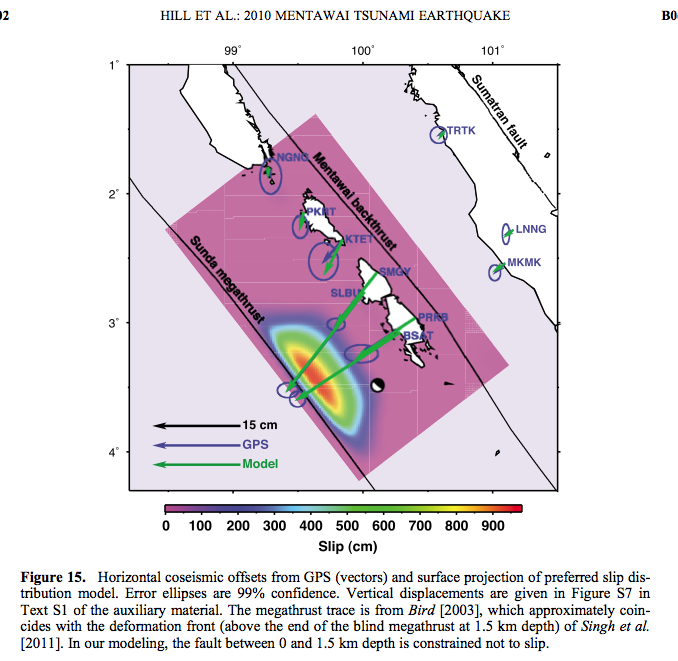 02
HILL ET AL.: 2010 MENTAWAI TSUNAMI EARTHQUAKE
B0
99˚
100˚
101˚
1˚
2˚
3˚
4˚
Sumatran fault
TRTK
NGNG
Mentawai backthrust
PKRT
LNNG
KTET
Sunda megathrust
MKMK
SMGY
SLBU
PRKB
BSAT
15 cm
GPS
Model
0 100 200 300 400 500 600 700 800 900
Slip (cm)
Figure 15. Horizontal coseismic offsets from GPS (vectors) and surface projection of preferred slip dis-
tribution model. Error ellipses are 99% confidence. Vertical displacements are given in Figure S7 in
Text S1 of the auxiliary material. The megathrust trace is from Bird [2003], which approximately coin-
cides with the deformation front (above the end of the blind megathrust at 1.5 km depth) of Singh et al.
[2011]. In our modeling, the fault between 0 and 1.5 km depth is constrained not to slip.